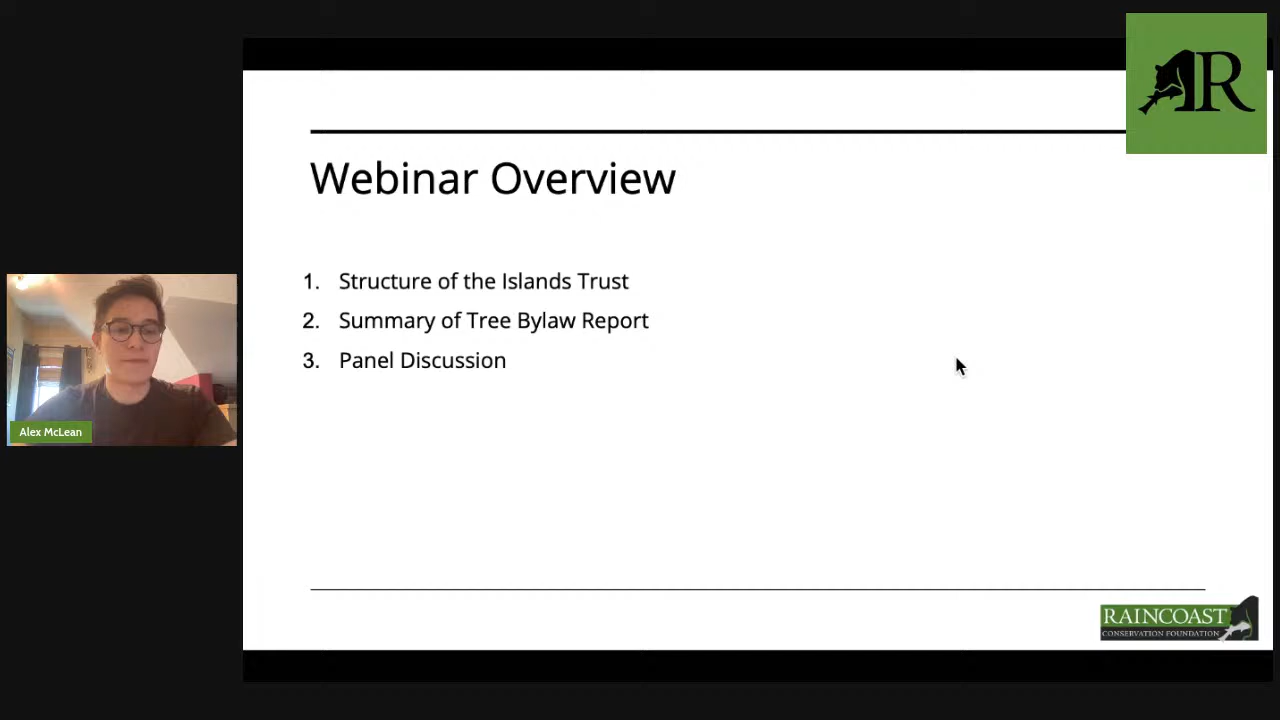 R
Webinar Overview
1. Structure of the Islands Trust
2. Summary of Tree Bylaw Report
3. Panel Discussion
Alex McLean
RAINCOAST
CONSERVATION FOUNDATION